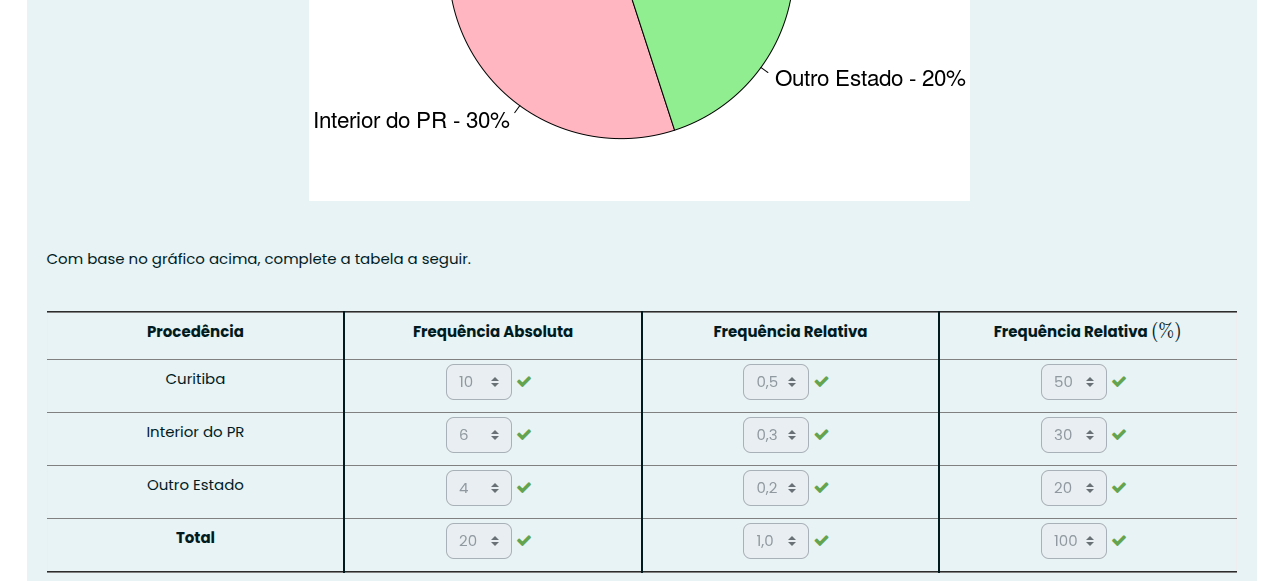 Outro Estado - 20%
Interior do PR - 30%
Com base no gráfico acima, complete a tabela a seguir.
Procedência Frequência Absoluta Frequência Relativa Frequência Relativa (%)
Curitiba 10 0,5 50
Interior do PR 6 0,3 30
Outro Estado 4 0,2 20
Total 20 1,0 100